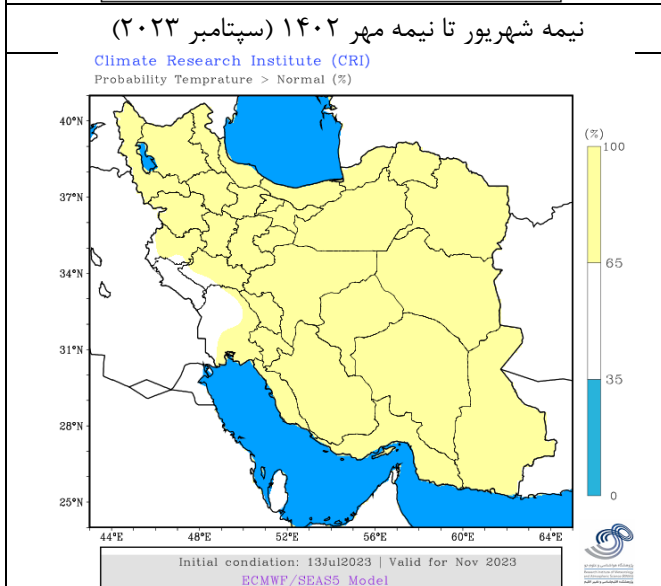 نیمه شهریور تا نیمه مهر ۱۴۰۲ (سپتامبر ۲۰۲۳)
Climate Research Institute (CRI)
Probability Temprature > Normal (%)
(%)
100
65
35
0
40°N
37°N
34°N
31°N
28°N
25°N
44°E 48°E 52°E 56°E 60°E 64°E
Initial condiation: 13Jul2023 | Valid for Nov 2023
ECMWF/SEAS5 Model